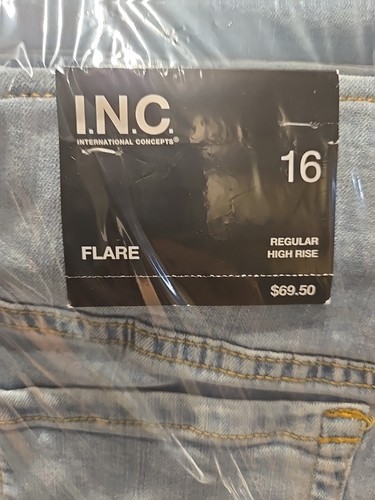 I.N.C.
INTERNATIONAL CONCEPTS®
16
FLARE
REGULAR
HIGH RISE
$69.50